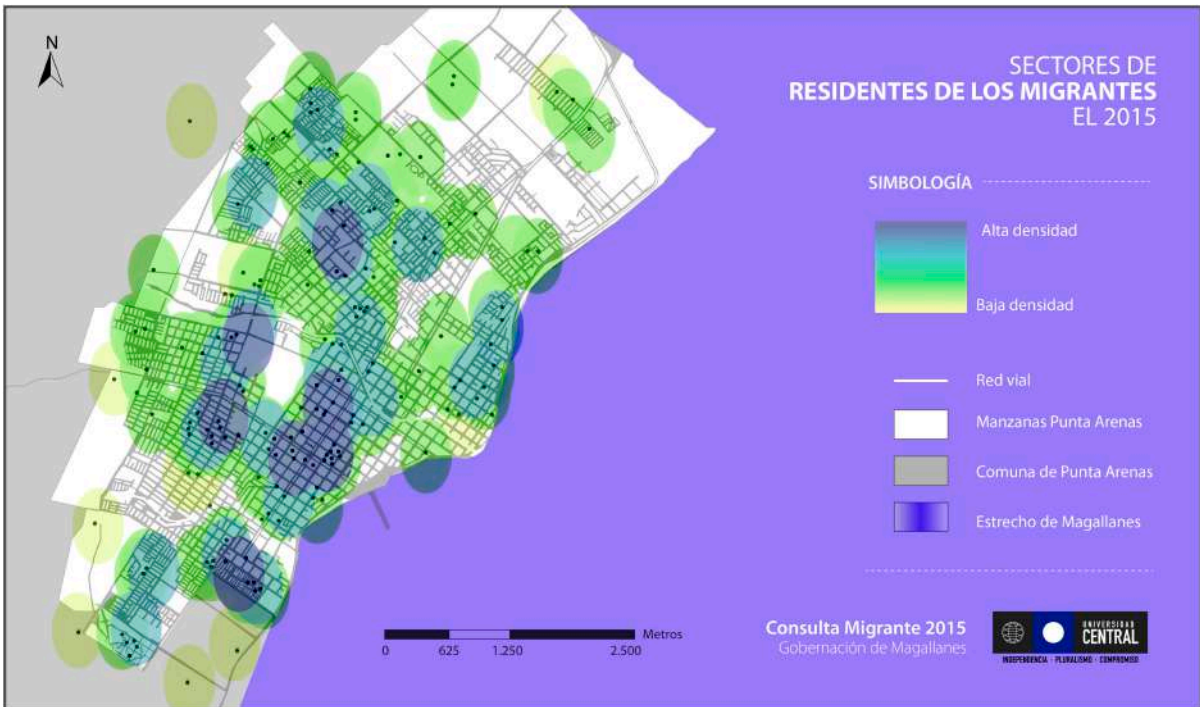 N
SECTORES DE
RESIDENTES DE LOS MIGRANTES
EL 2015
SIMBOLOGÍA
Alta densidad
Baja densidad
Red vial
Manzanas Punta Arenas
Comuna de Punta Arenas
Estrecho de Magallanes
Metros
0 625 1.250 2.500
Consulta Migrante 2015
Gobernación de Magallanes
UNIVERSIDAD
CENTRAL
INDEPENDENCIA · PLURALISMO · COMPROMISO